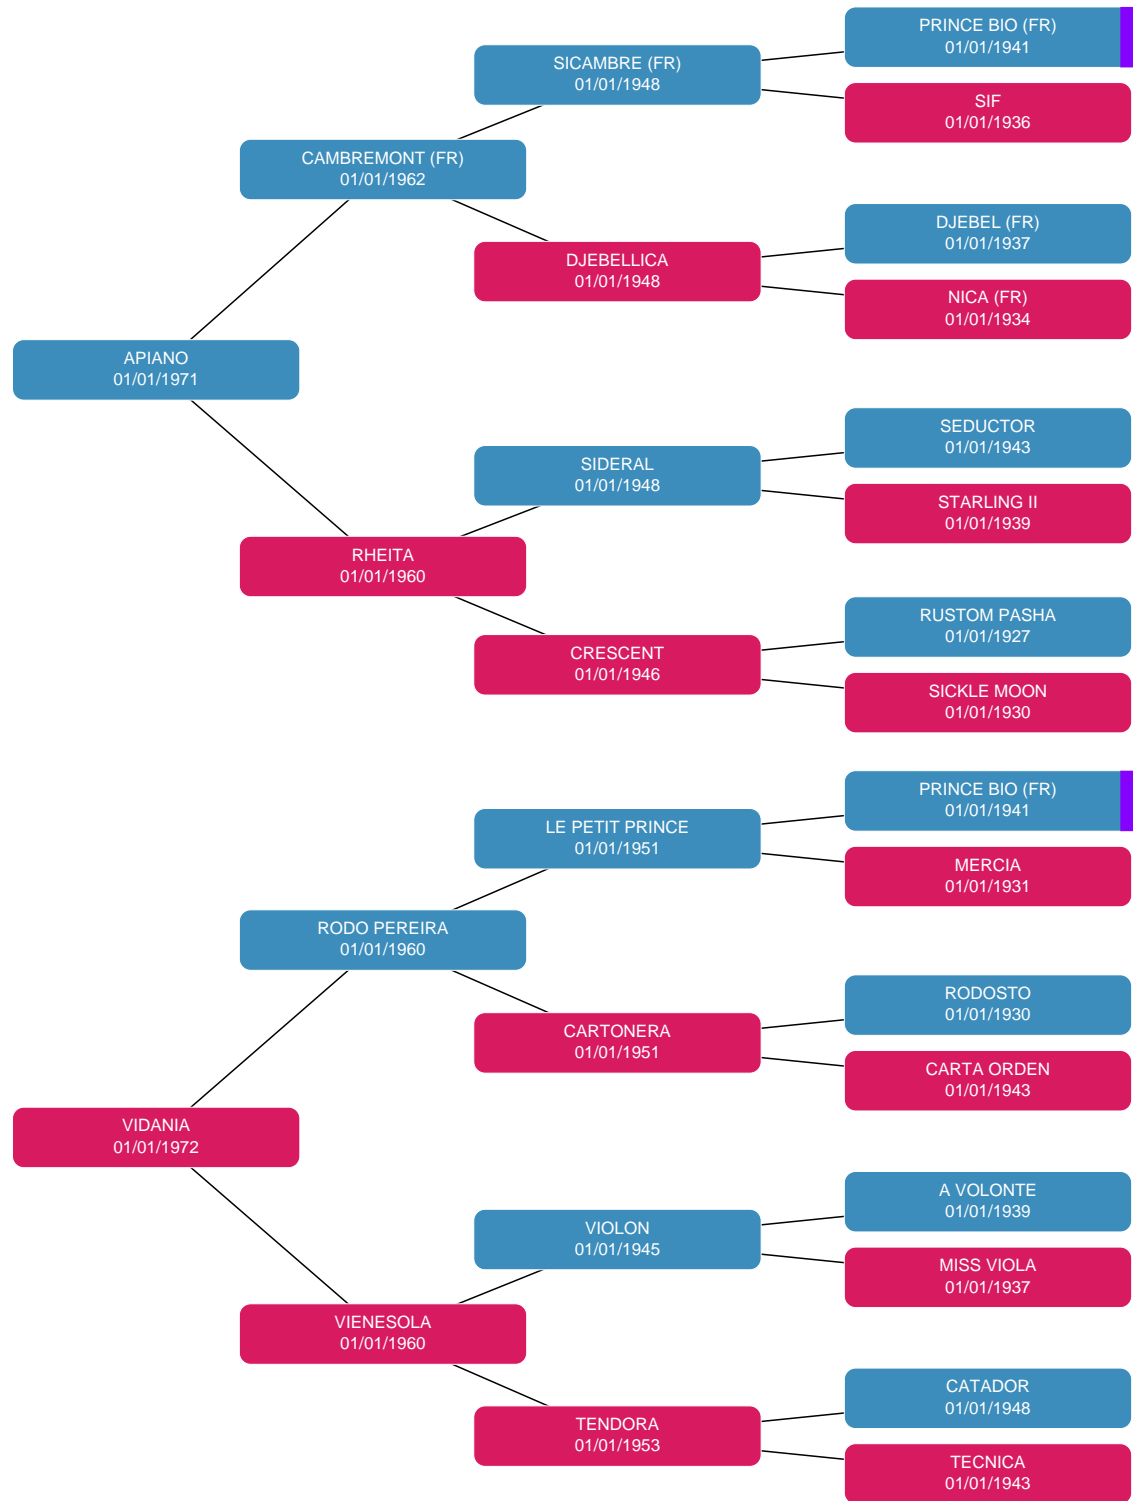 PRINCE BIO (FR)
01/01/1941
SICAMBRE (FR)
01/01/1948
SIF
01/01/1936
CAMBREMONT (FR)
01/01/1962
DJEBEL (FR)
01/01/1937
DJEBELLICA
01/01/1948
NICA (FR)
01/01/1934
APIANO
01/01/1971
SEDUCTOR
01/01/1943
SIDERAL
01/01/1948
STARLING II
01/01/1939
RHEITA
01/01/1960
RUSTOM PASHA
01/01/1927
CRESCENT
01/01/1946
SICKLE MOON
01/01/1930
PRINCE BIO (FR)
01/01/1941
LE PETIT PRINCE
01/01/1951
MERCIA
01/01/1931
RODO PEREIRA
01/01/1960
RODOSTO
01/01/1930
CARTONERA
01/01/1951
CARTA ORDEN
01/01/1943
VIDANIA
01/01/1972
A VOLONTE
01/01/1939
VIOLON
01/01/1945
MISS VIOLA
01/01/1937
VIENESOLA
01/01/1960
CATADOR
01/01/1948
TENDORA
01/01/1953
TECNICA
01/01/1943